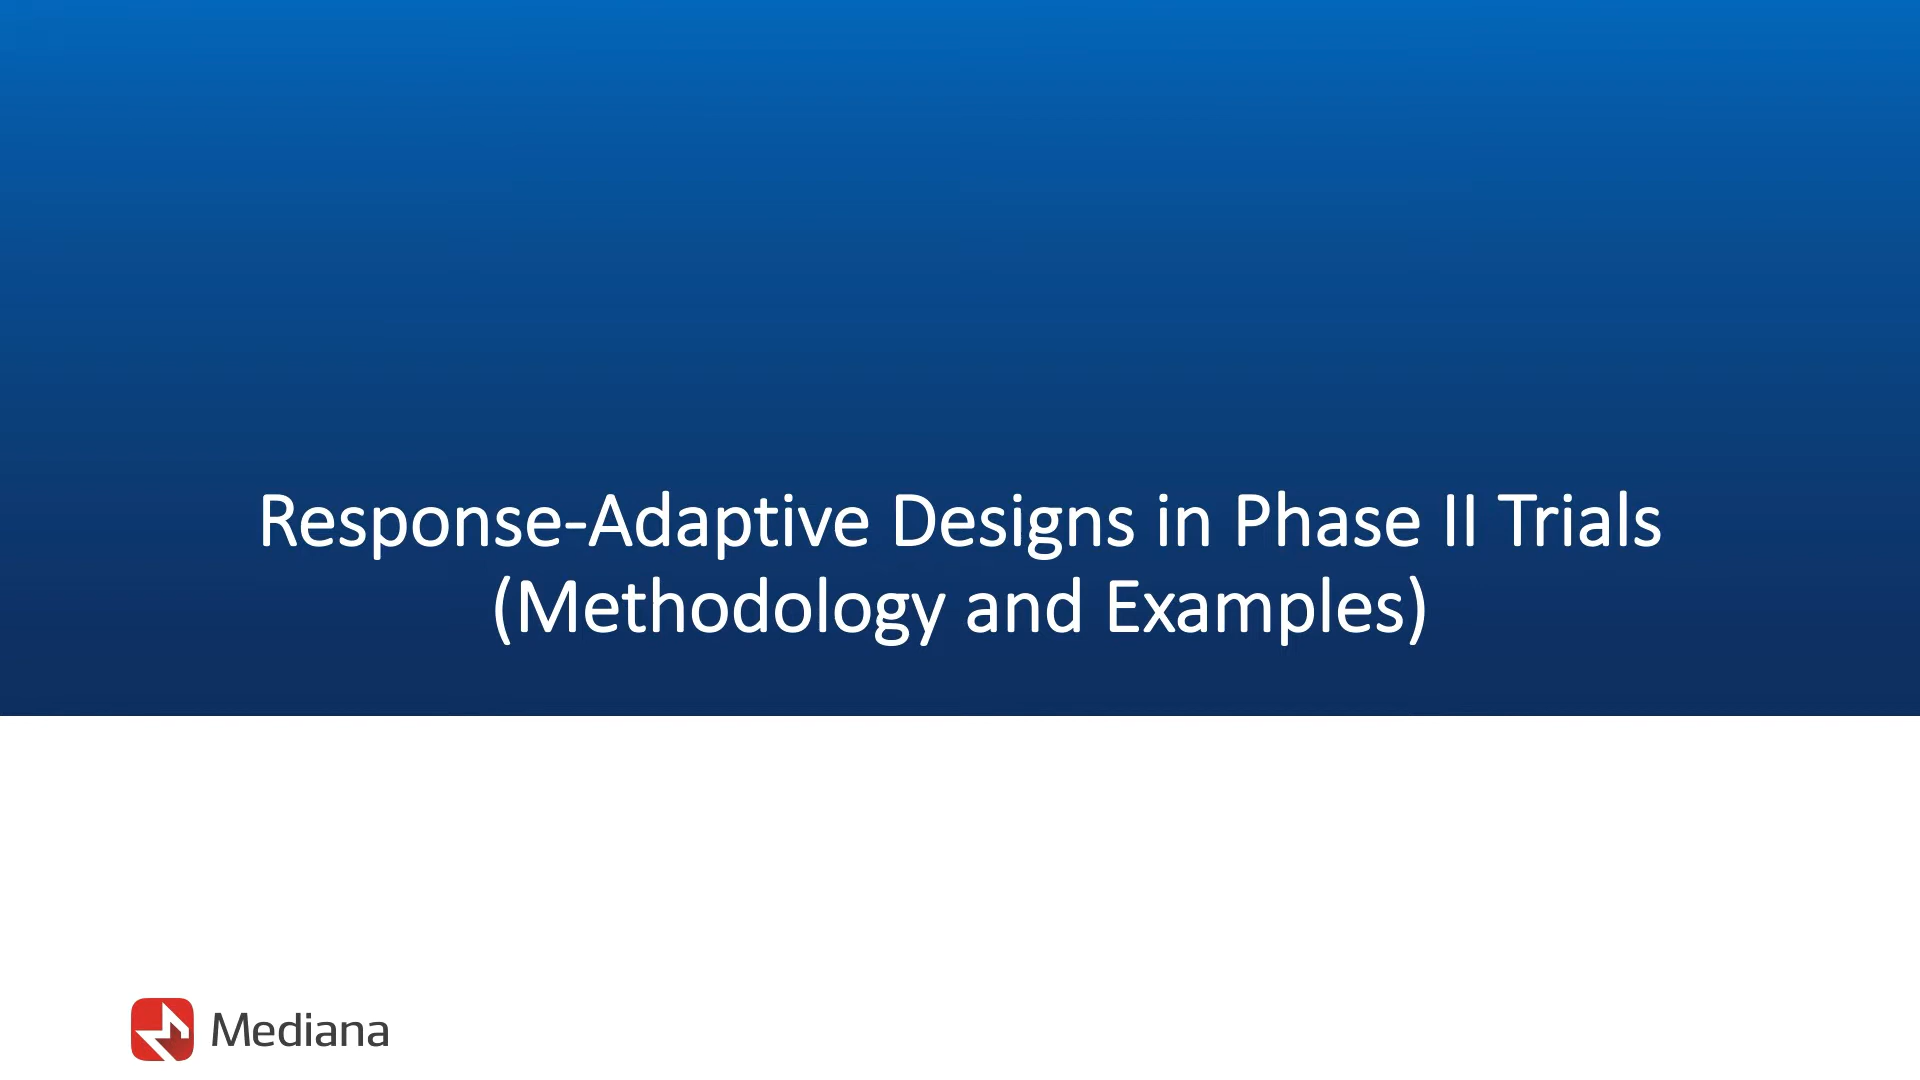 Response-Adaptive Designs in Phase II Trials
(Methodology and Examples)
Mediana